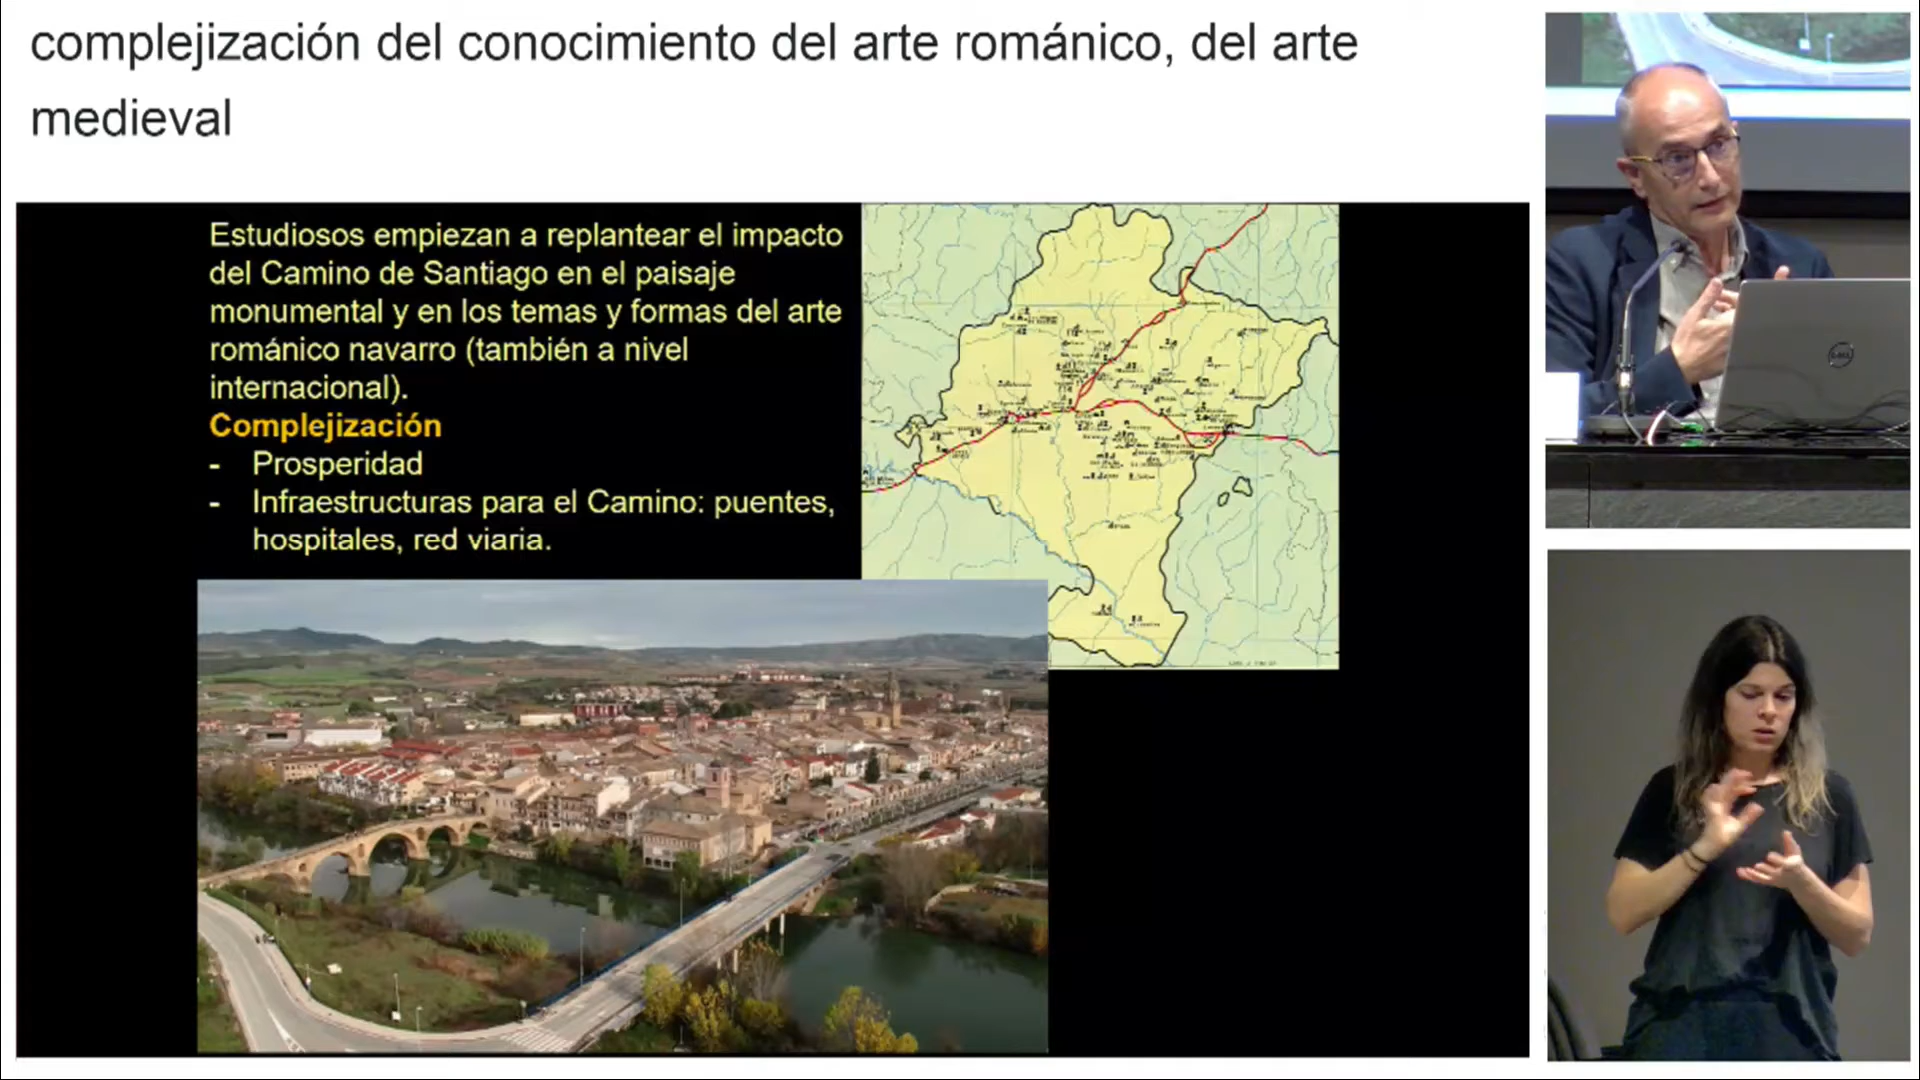 complejización del conocimiento del arte románico, del arte
medieval
Estudiosos empiezan a replantear el impacto
del Camino de Santiago en el paisaje
monumental y en los temas y formas del arte
románico navarro (también a nivel
internacional).
Complejización
- Prosperidad
- Infraestructuras para el Camino: puentes,
hospitales, red viaria.
DELL